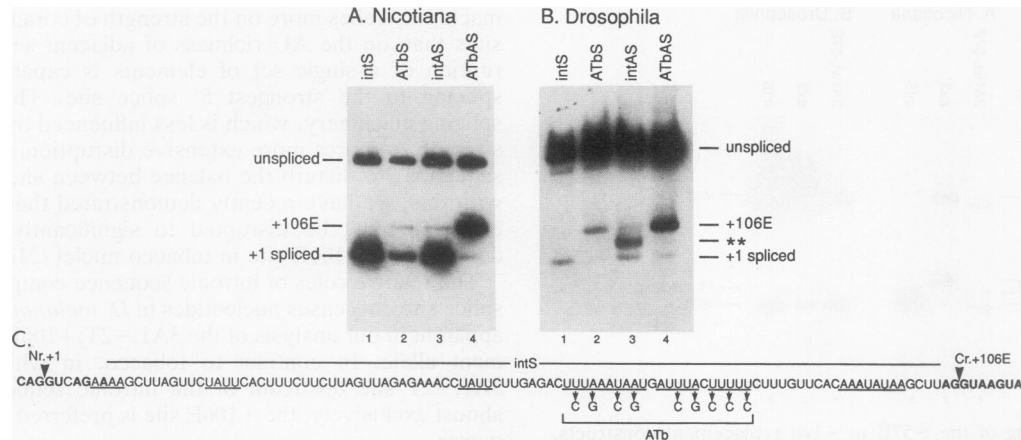 A. Nicotiana
B. Drosophila
intS ATbS intAS ATbAS
intS ATbS intAS ATbAS
unspliced
+106E
+1 spliced
unspliced
+106E
**
+1 spliced
1 2 3 4
1 2 3 4
C
Nr.+1
intS
Cr.+106E
CAGGUCAGAAAAGCUUAGUUCUAUUCACUUUCUUCUUAGUUAGAGAAACCUAUUCUUGAGACUUUAAAUAAUGAUUUACUUUUUCUUUGUUCACAAAUAUAAGCUUAGGUAAGUA
C C C G C G C C C
ATb